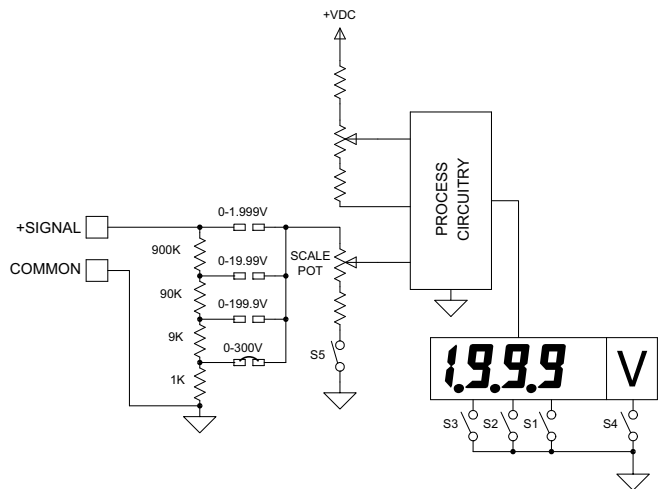 +VDC
PROCESS
CIRCUITRY
+SIGNAL
COMMON
0-1.999V
900K
0-19.99V
90K
0-199.9V
9K
0-300V
1K
SCALE
POT
S5
1.9.9.9 V
S3 S2 S1 S4